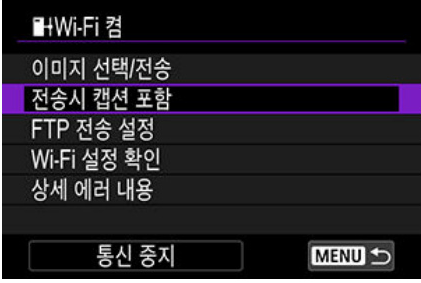 Wi-Fi 켬
이미지 선택/전송
전송시 캡션 포함
FTP 전송 설정
Wi-Fi 설정 확인
상세 에러 내용
통신 중지
MENU